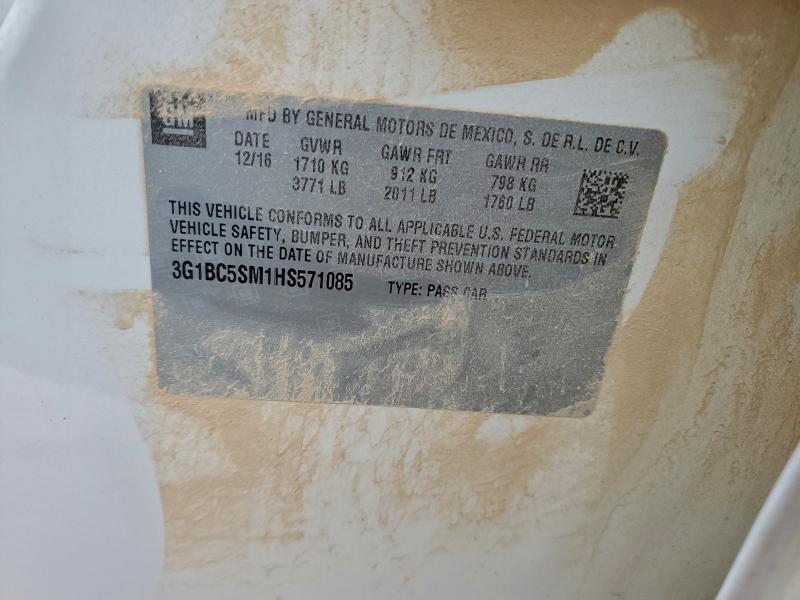 GM
MFD BY GENERAL MOTORS DE MEXICO, S. DE R.L. DE C.V.
DATE GVWR GAWR FRT GAWR RR
12/16 1710 KG 912 KG 798 KG
3771 LB 2011 LB 1760 LB
THIS VEHICLE CONFORMS TO ALL APPLICABLE U.S. FEDERAL MOTOR
VEHICLE SAFETY, BUMPER, AND THEFT PREVENTION STANDARDS IN
EFFECT ON THE DATE OF MANUFACTURE SHOWN ABOVE.
3G1BC5SM1HS571085 TYPE: PASS CAR